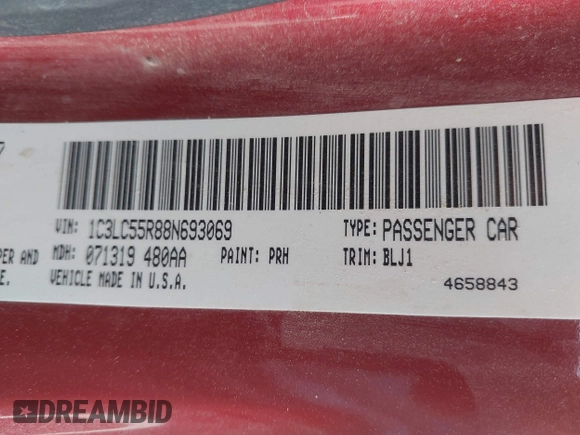 7
VIN: 1C3LC55R88N693069 TYPE: PASSENGER CAR
PER AND MDH: 071319 480AA PAINT: PRH TRIM: BLJ1
E. VEHICLE MADE IN U.S.A. 4658843
DREAMBID